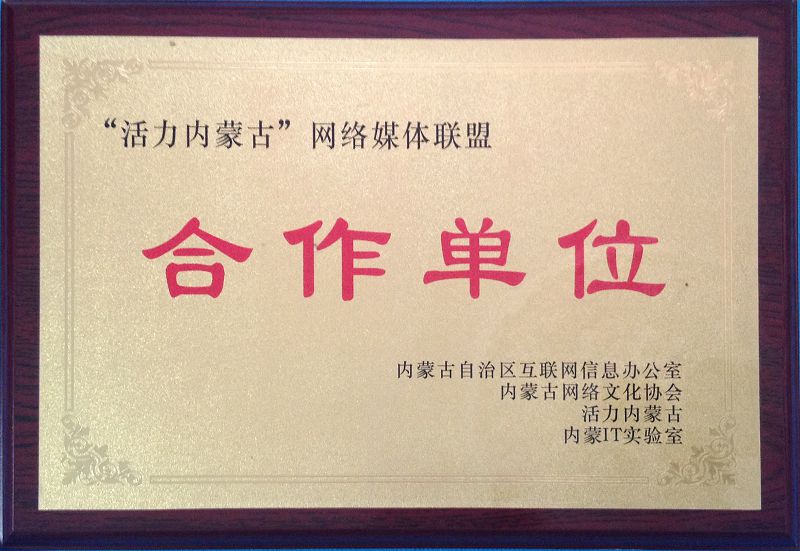 “活力内蒙古”网络媒体联盟
合作单位
内蒙古自治区互联网信息办公室
内蒙古网络文化协会
活力内蒙古
内蒙IT实验室